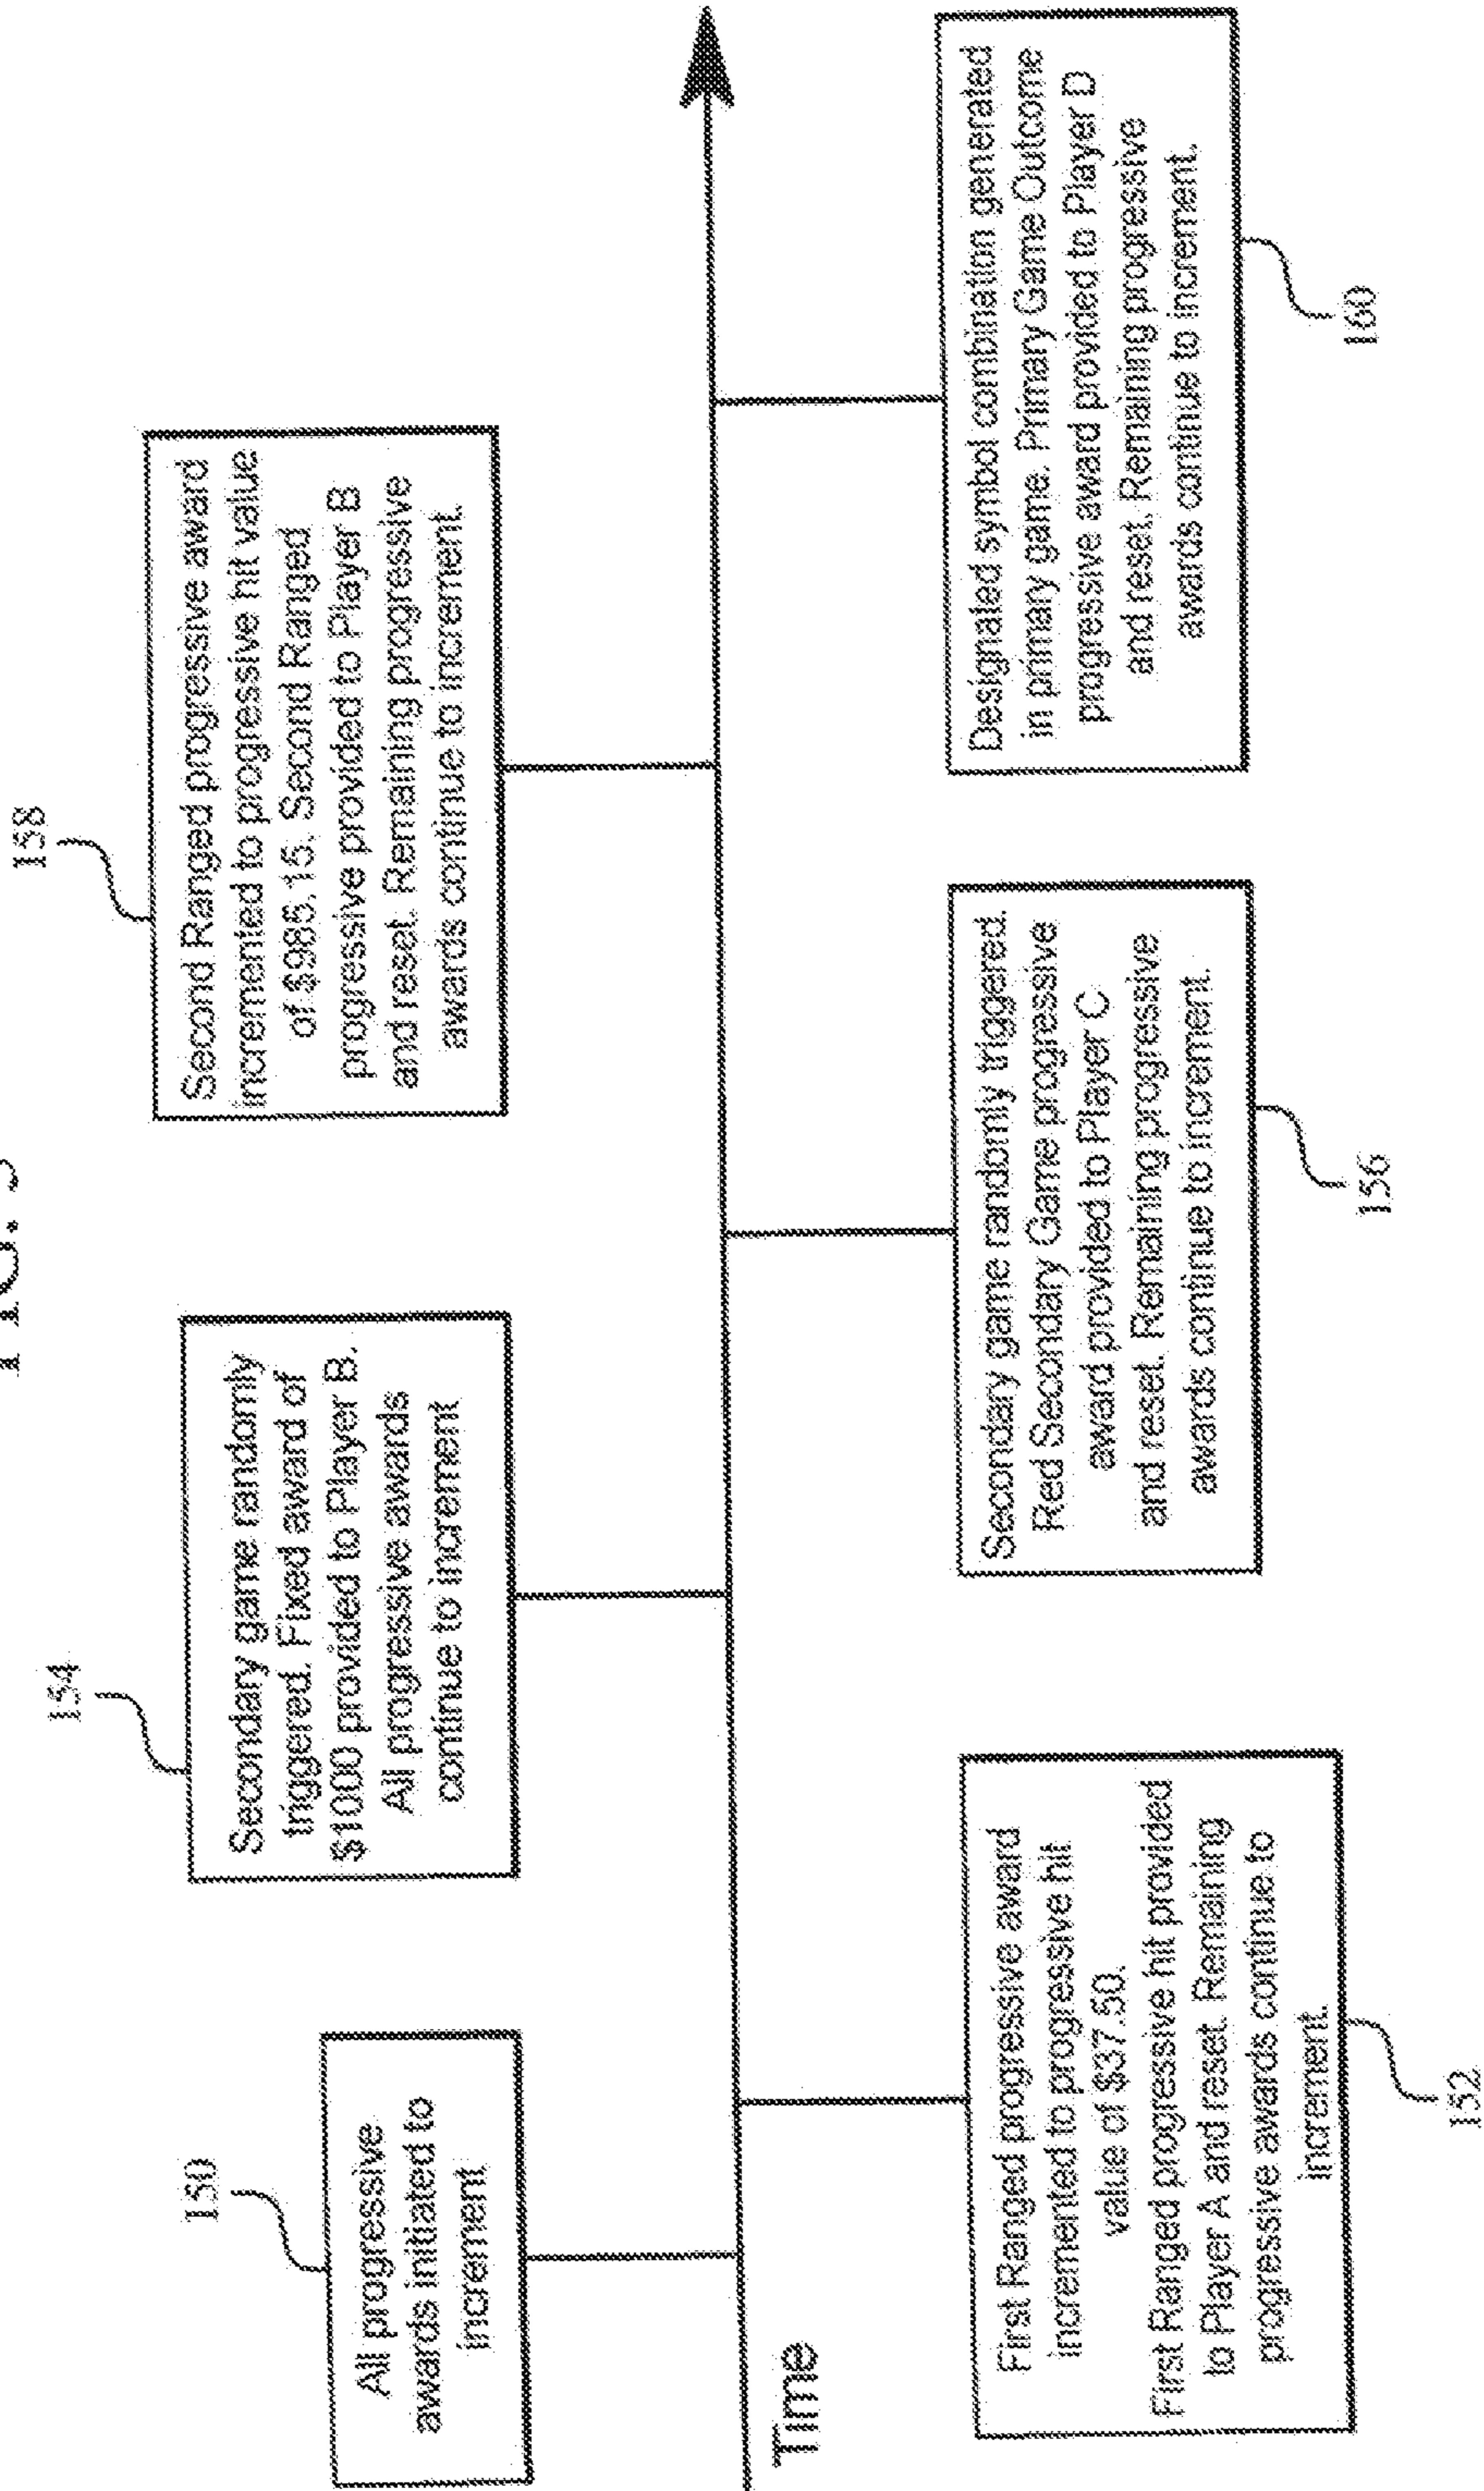 150
All progressive
awards initiated to
increment
Time
First Ranged progressive award
incremented to progressive hit
value of $37.50.
First Ranged progressive hit provided
to Player A and reset. Remaining
progressive awards continue to
increment.
152
154
Secondary game randomly
triggered. Fixed award of
$1000 provided to Player B.
All progressive awards
continue to increment
Secondary game randomly triggered.
Red Secondary Game progressive
award provided to Player C
and reset. Remaining progressive
awards continue to increment.
156
158
Second Ranged progressive award
incremented to progressive hit value
of $985.15. Second Ranged
progressive provided to Player B
and reset. Remaining progressive
awards continue to increment.
Designated symbol combination generated
in primary game. Primary Game Outcome
progressive award provided to Player D
and reset. Remaining progressive
awards continue to increment.
160